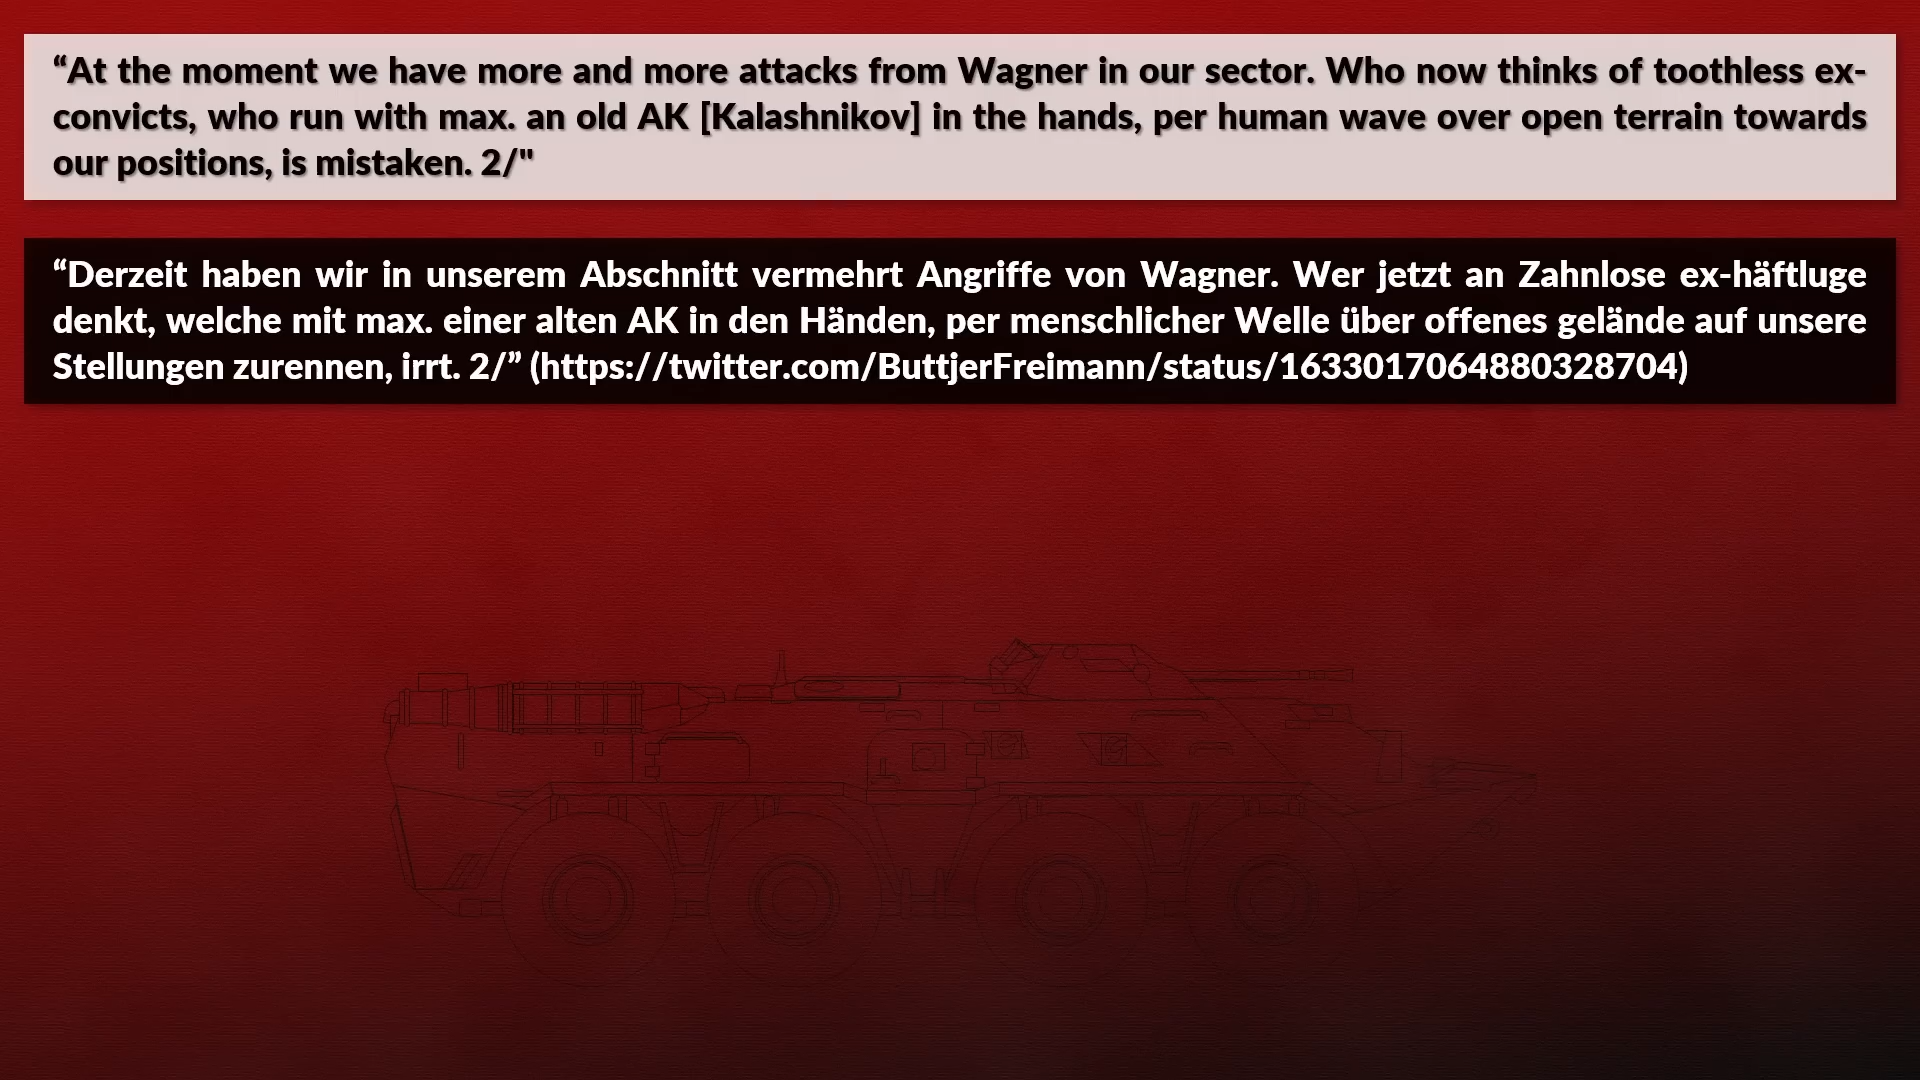 “At the moment we have more and more attacks from Wagner in our sector. Who now thinks of toothless ex-
convicts, who run with max. an old AK [Kalashnikov] in the hands, per human wave over open terrain towards
our positions, is mistaken. 2/"
“Derzeit haben wir in unserem Abschnitt vermehrt Angriffe von Wagner. Wer jetzt an Zahnlose ex-häftluge
denkt, welche mit max. einer alten AK in den Händen, per menschlicher Welle über offenes gelände auf unsere
Stellungen zurennen, irrt. 2/” (https://twitter.com/ButtjerFreimann/status/1633017064880328704)